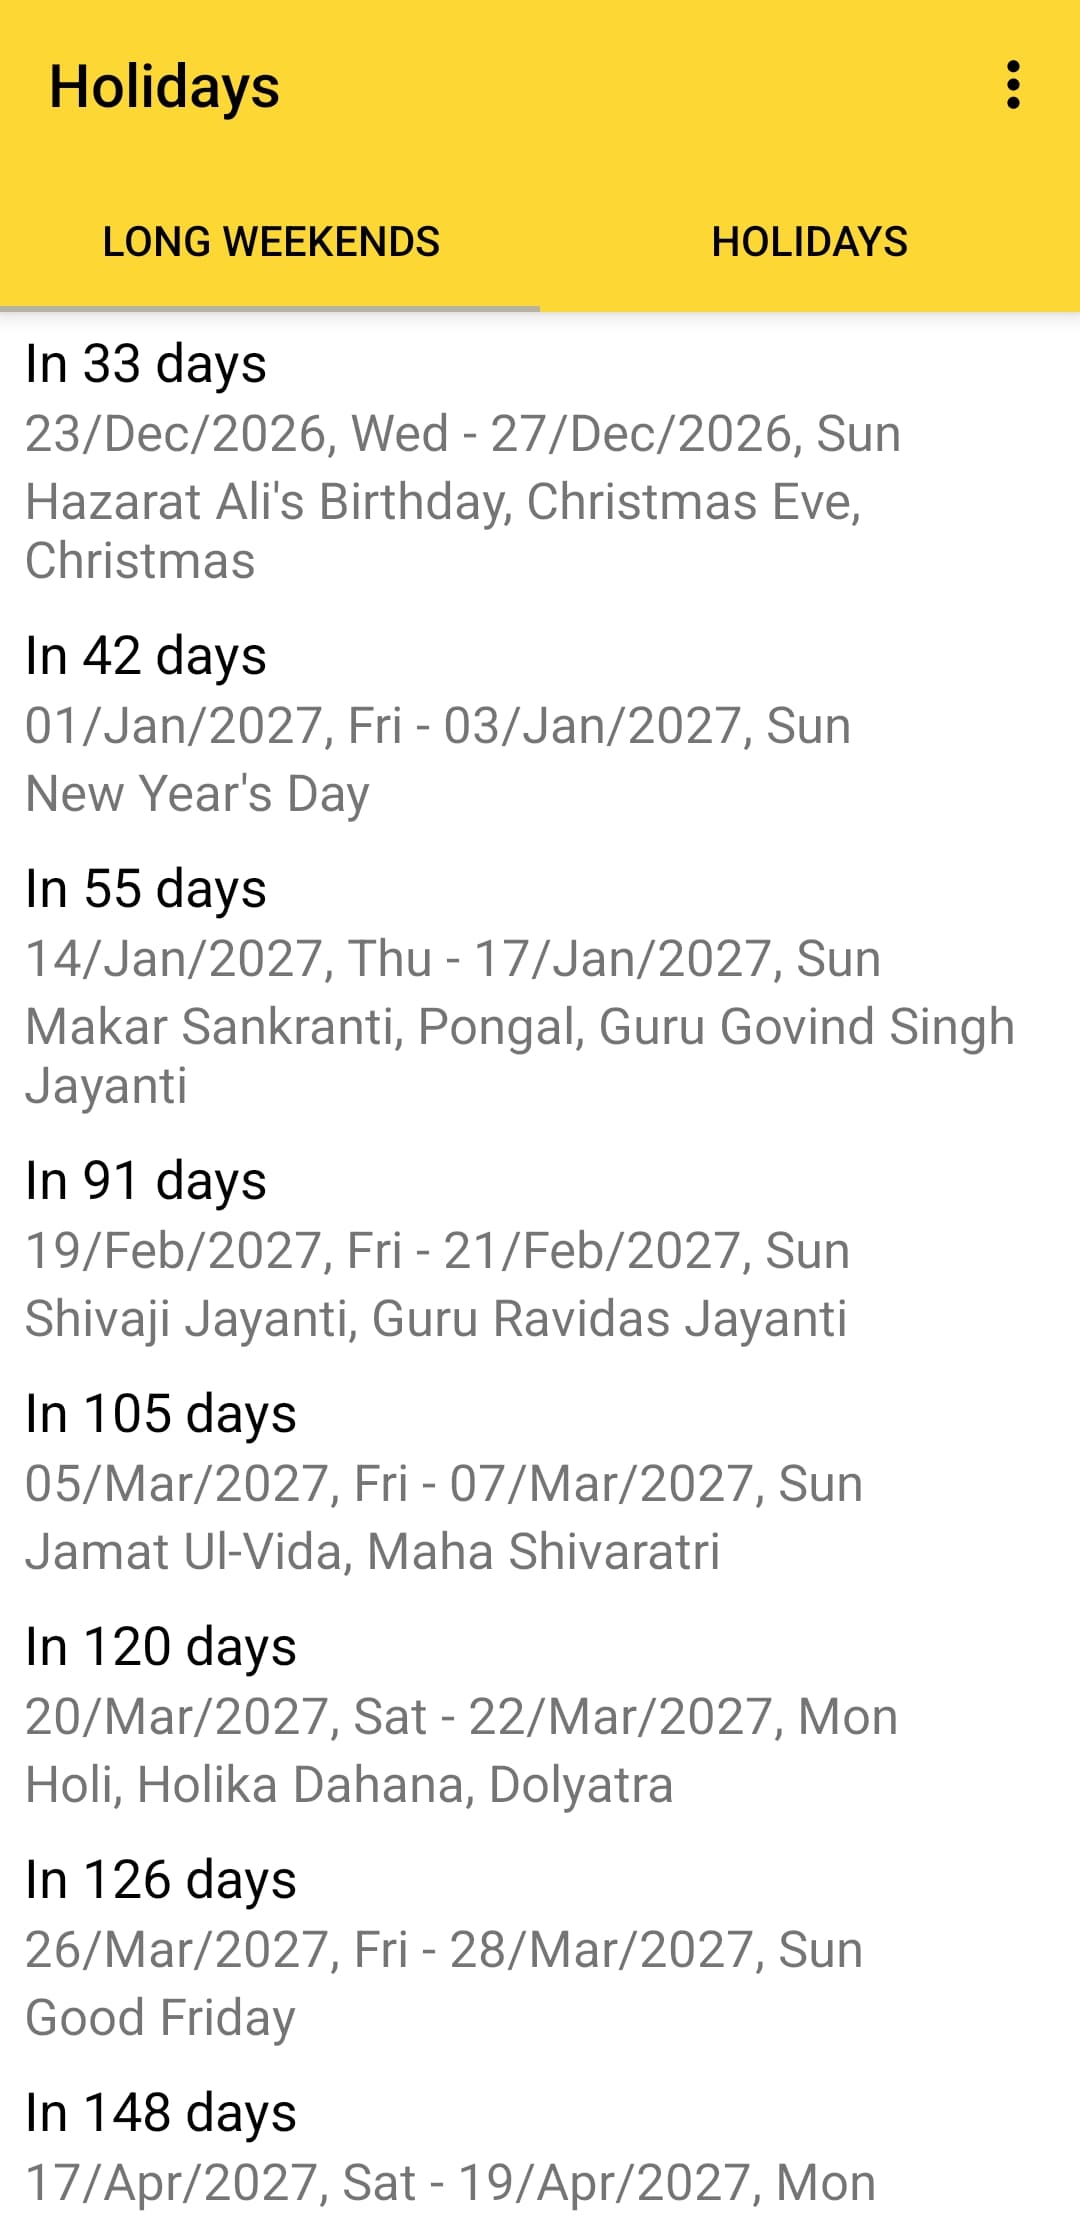 Holidays
LONG WEEKENDS
HOLIDAYS
In 33 days
23/Dec/2026, Wed - 27/Dec/2026, Sun
Hazarat Ali's Birthday, Christmas Eve,
Christmas
In 42 days
01/Jan/2027, Fri - 03/Jan/2027, Sun
New Year's Day
In 55 days
14/Jan/2027, Thu - 17/Jan/2027, Sun
Makar Sankranti, Pongal, Guru Govind Singh
Jayanti
In 91 days
19/Feb/2027, Fri - 21/Feb/2027, Sun
Shivaji Jayanti, Guru Ravidas Jayanti
In 105 days
05/Mar/2027, Fri - 07/Mar/2027, Sun
Jamat Ul-Vida, Maha Shivaratri
In 120 days
20/Mar/2027, Sat - 22/Mar/2027, Mon
Holi, Holika Dahana, Dolyatra
In 126 days
26/Mar/2027, Fri - 28/Mar/2027, Sun
Good Friday
In 148 days
17/Apr/2027, Sat - 19/Apr/2027, Mon